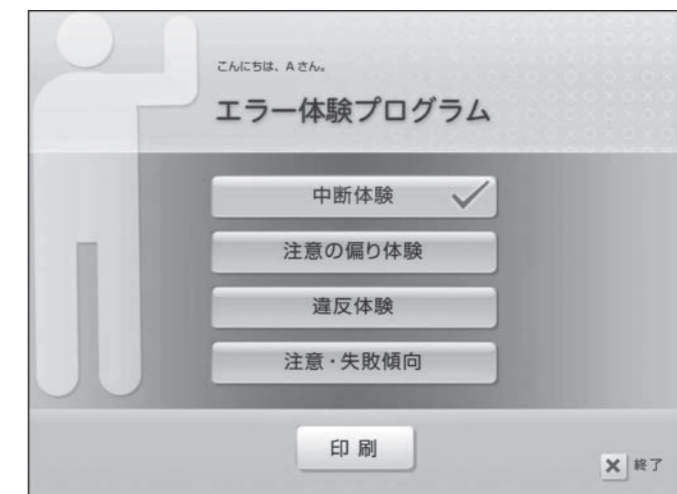 こんにちは、Aさん。
エラー体験プログラム
中断体験
注意の偏り体験
違反体験
注意・失敗傾向
印刷
終了